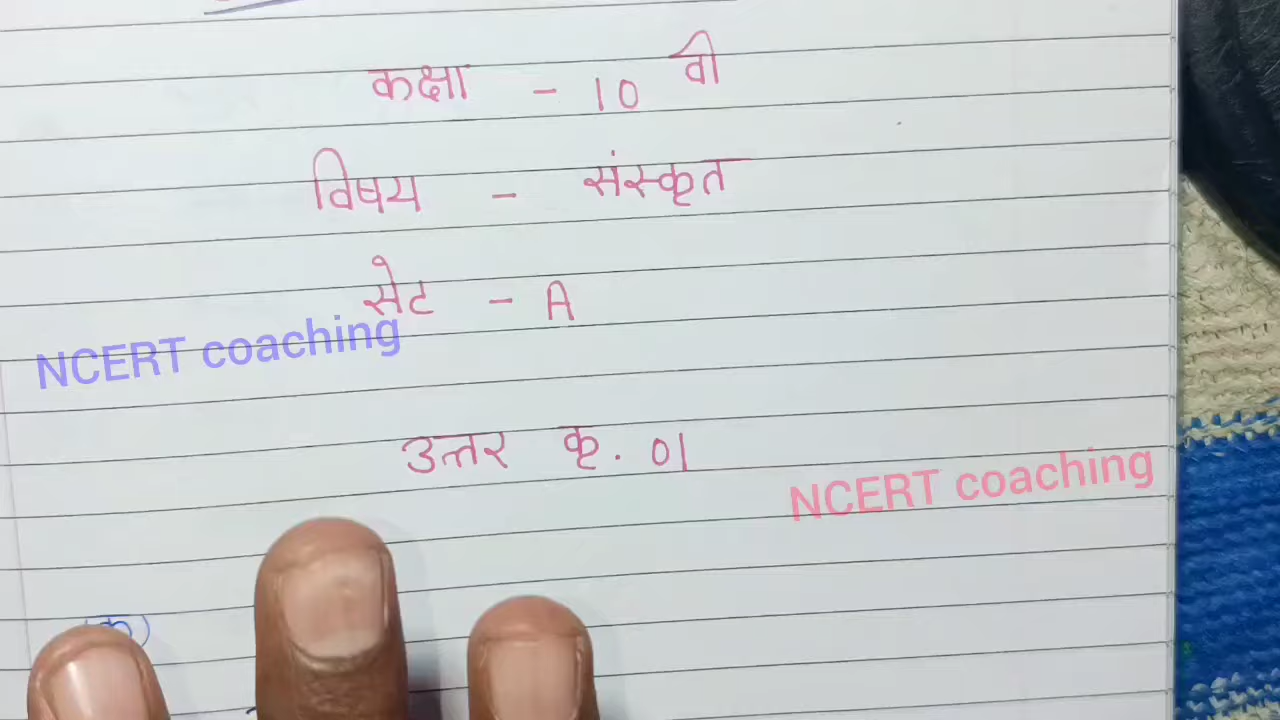 कक्षा - 10 वी
विषय - संस्कृत
सेट - A
NCERT coaching
उत्तर कृ. 01
NCERT coaching
(क)